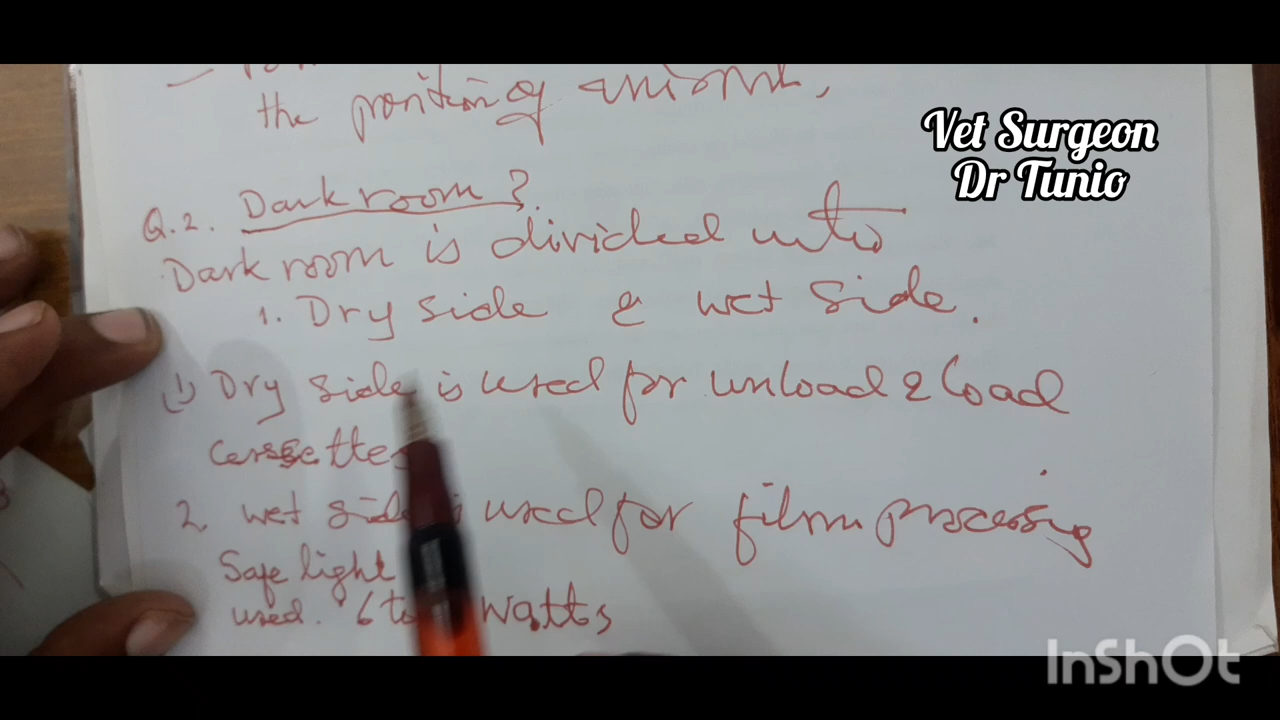 the position of animal.
Vet Surgeon
Dr Tunio
Q.2. Dark room?
Dark room is divided into
1. Dry side & wet side.
(1) Dry side is used for unload & load
cassettes
2. wet side is used for film processing
Safe light
used. 6 to watts
InShOt